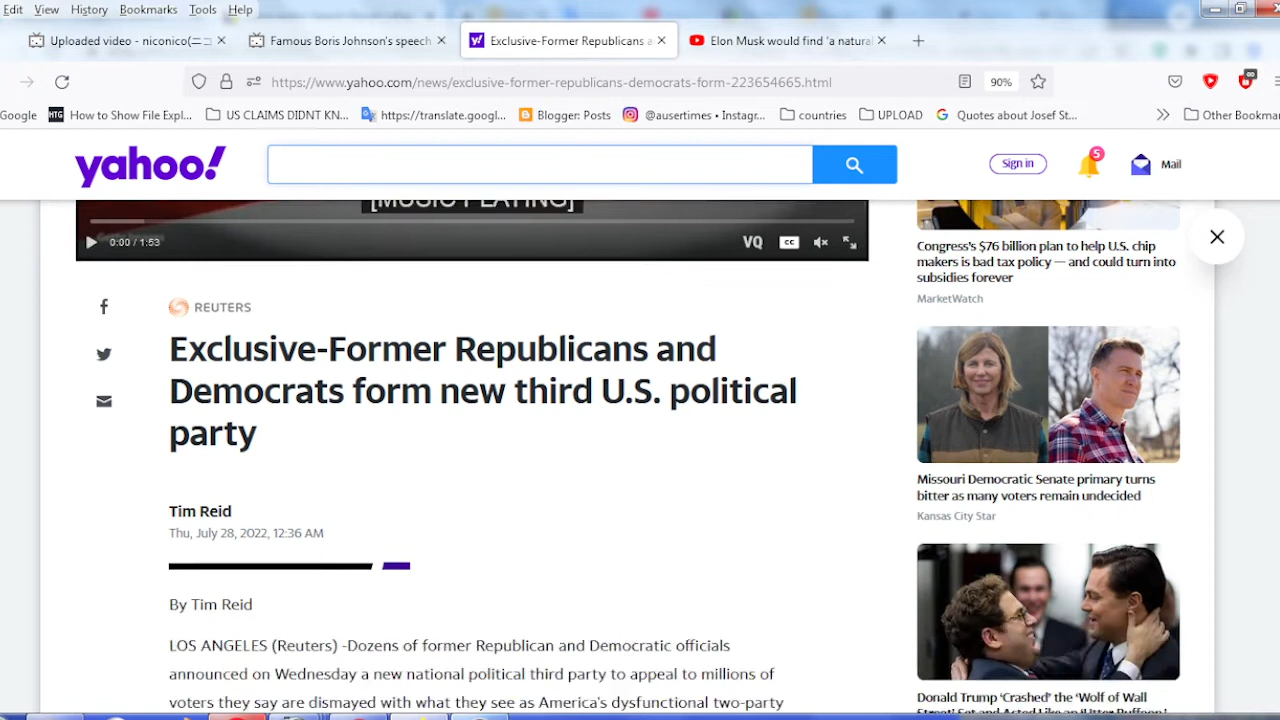 Edit View History Bookmarks Tools Help
Uploaded video - niconico(ニコ
Famous Boris Johnson's speech
Exclusive-Former Republicans a
Elon Musk would find 'a natural
https://www.yahoo.com/news/exclusive-former-republicans-democrats-form-223654665.html
90%
Google
HTG How to Show File Expl...
US CLAIMS DIDNT KN...
https://translate.googl...
Blogger: Posts
@ausertimes • Instagr...
countries
UPLOAD
Quotes about Josef St...
Other Bookmar
yahoo!
Sign in
5
Mail
[MUSIC PLAYING]
0:00 / 1:53
VQ
CC
REUTERS
Exclusive-Former Republicans and
Democrats form new third U.S. political
party
Tim Reid
Thu, July 28, 2022, 12:36 AM
By Tim Reid
LOS ANGELES (Reuters) -Dozens of former Republican and Democratic officials
announced on Wednesday a new national political third party to appeal to millions of
voters they say are dismayed with what they see as America's dysfunctional two-party
Congress's $76 billion plan to help U.S. chip
makers is bad tax policy — and could turn into
subsidies forever
MarketWatch
Missouri Democratic Senate primary turns
bitter as many voters remain undecided
Kansas City Star
Donald Trump 'Crashed' the 'Wolf of Wall
Street' Set and Acted Like an 'Utter Buffoon,'